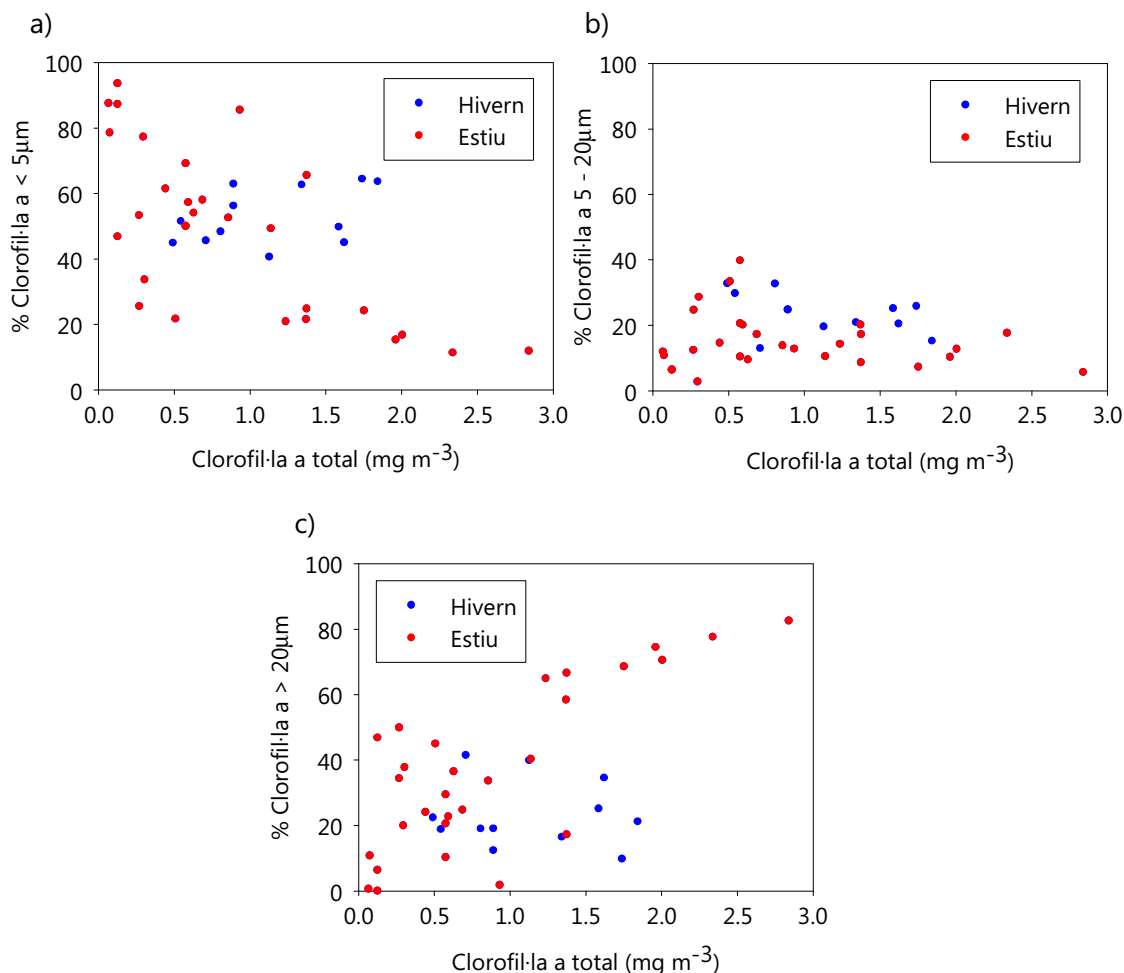 a)
% Clorofil·la a < 5µm
100
80
60
40
20
0
Hivern
Estiu
0.0 0.5 1.0 1.5 2.0 2.5 3.0
Clorofil·la a total (mg m-3)
b)
% Clorofil·la a 5 - 20µm
100
80
60
40
20
0
Hivern
Estiu
0.0 0.5 1.0 1.5 2.0 2.5 3.0
Clorofil·la a total (mg m-3)
c)
% Clorofil·la a > 20µm
100
80
60
40
20
0
Hivern
Estiu
0.0 0.5 1.0 1.5 2.0 2.5 3.0
Clorofil·la a total (mg m-3)